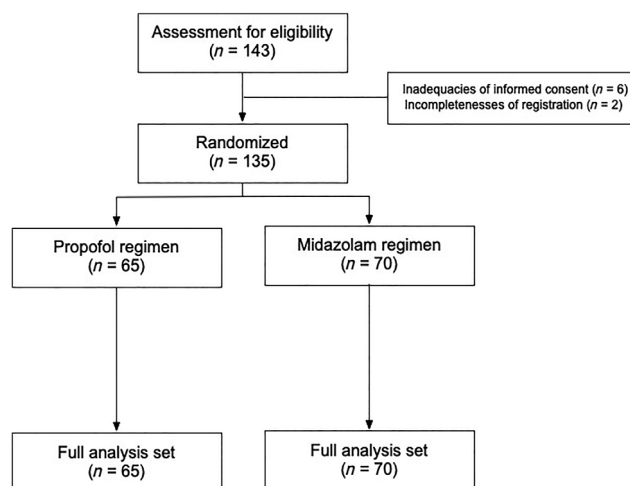 Assessment for eligibility
(n = 143)
Inadequacies of informed consent (n = 6)
Incompletenesses of registration (n = 2)
Randomized
(n = 135)
Propofol regimen
(n = 65)
Midazolam regimen
(n = 70)
Full analysis set
(n = 65)
Full analysis set
(n = 70)